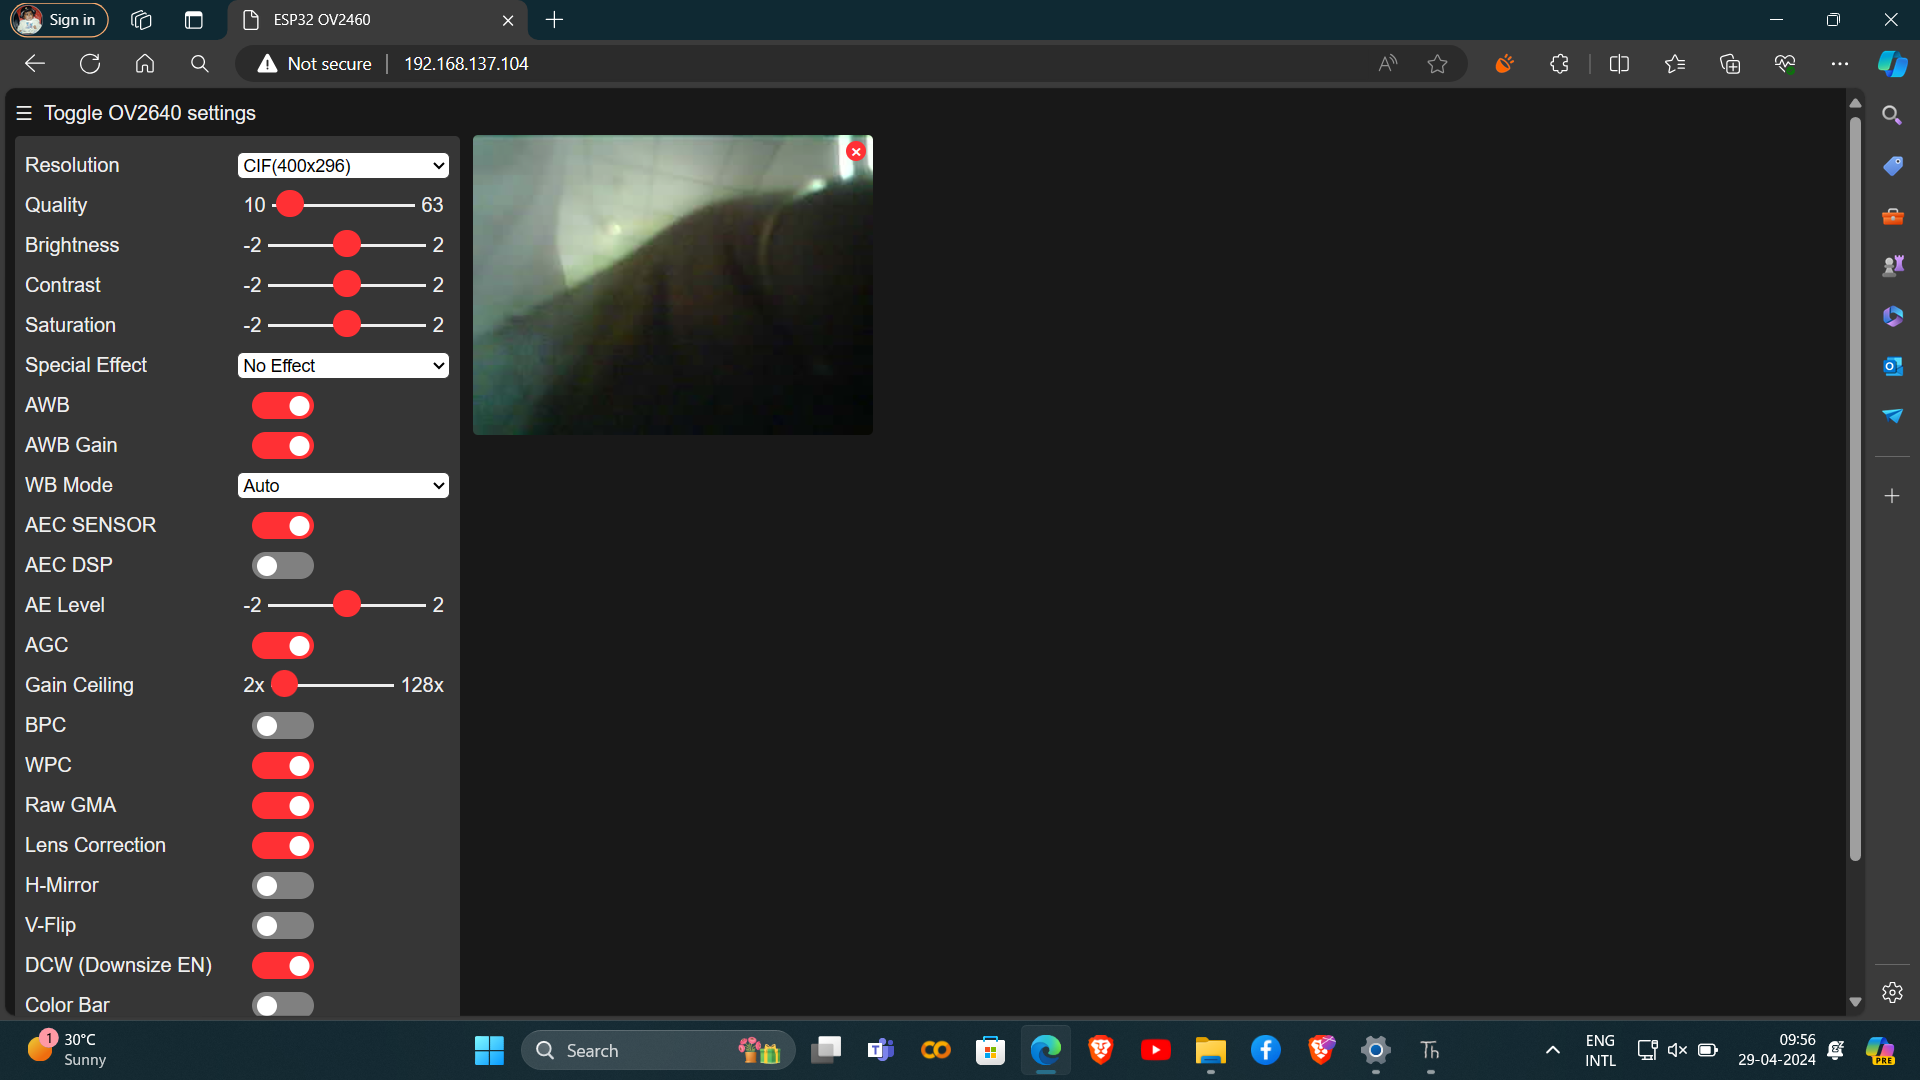 Sign in
ESP32 OV2460
Not secure
192.168.137.104
☰ Toggle OV2640 settings
Resolution CIF(400x296)
Quality 10 63
Brightness -2 2
Contrast -2 2
Saturation -2 2
Special Effect No Effect
AWB
AWB Gain
WB Mode Auto
AEC SENSOR
AEC DSP
AE Level -2 2
AGC
Gain Ceiling 2x 128x
BPC
WPC
Raw GMA
Lens Correction
H-Mirror
V-Flip
DCW (Downsize EN)
Color Bar
1
30°C
Sunny
Search
Th
ENG
INTL
09:56
29-04-2024
PRE